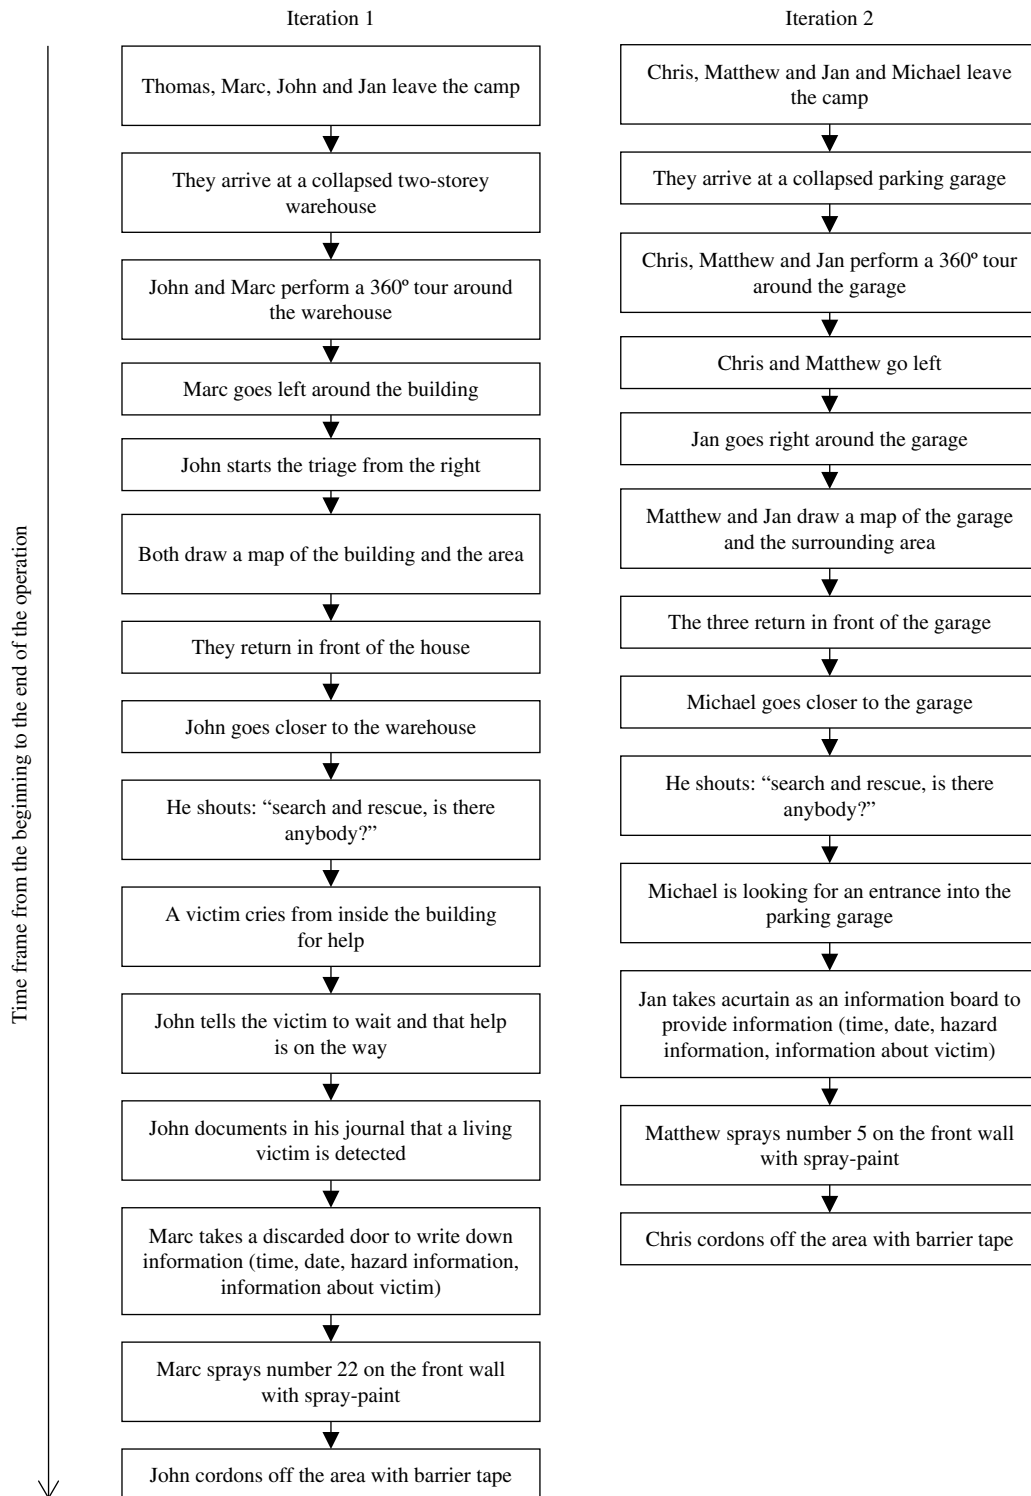 Iteration 1
Thomas, Marc, John and Jan leave the camp
They arrive at a collapsed two-storey
warehouse
John and Marc perform a 360º tour around
the warehouse
Marc goes left around the building
John starts the triage from the right
Both draw a map of the building and the area
They return in front of the house
John goes closer to the warehouse
He shouts: “search and rescue, is there
anybody?”
A victim cries from inside the building
for help
John tells the victim to wait and that help
is on the way
John documents in his journal that a living
victim is detected
Marc takes a discarded door to write down
information (time, date, hazard information,
information about victim)
Marc sprays number 22 on the front wall
with spray-paint
John cordons off the area with barrier tape
Iteration 2
Chris, Matthew and Jan and Michael leave
the camp
They arrive at a collapsed parking garage
Chris, Matthew and Jan perform a 360º tour
around the garage
Chris and Matthew go left
Jan goes right around the garage
Matthew and Jan draw a map of the garage
and the surrounding area
The three return in front of the garage
Michael goes closer to the garage
He shouts: “search and rescue, is there
anybody?”
Michael is looking for an entrance into the
parking garage
Jan takes acurtain as an information board to
provide information (time, date, hazard
information, information about victim)
Matthew sprays number 5 on the front wall
with spray-paint
Chris cordons off the area with barrier tape
Time frame from the beginning to the end of the operation